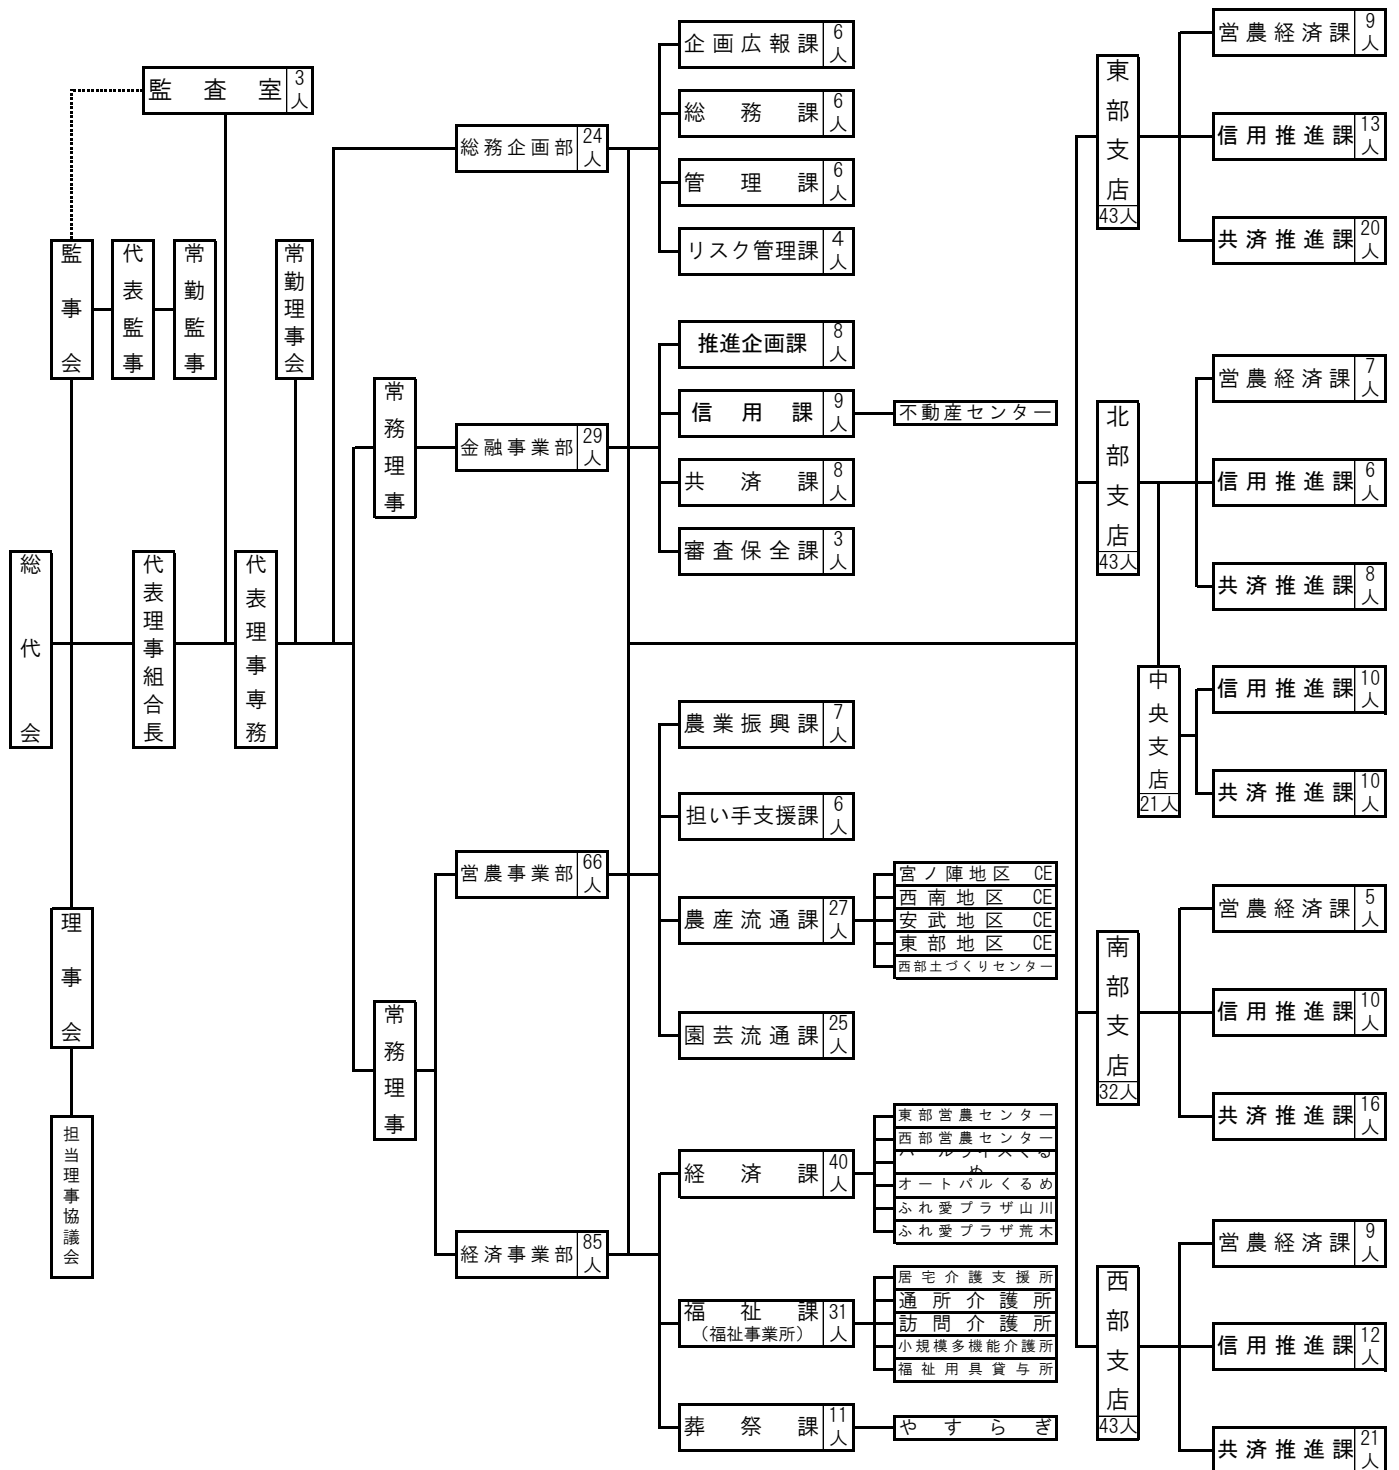 監査室 3人
監事会
代表監事
常勤監事
常勤理事会
総代会
代表理事組合長
代表理事専務
理事会
担当理事協議会
常務理事
常務理事
総務企画部 24人
企画広報課 6人
総務課 6人
管理課 6人
リスク管理課 4人
金融事業部 29人
推進企画課 8人
信用課 9人
不動産センター
共済課 8人
審査保全課 3人
営農事業部 66人
農業振興課 7人
担い手支援課 6人
農産流通課 27人
宮ノ陣地区 CE
西南地区 CE
安武地区 CE
東部地区 CE
西部土づくりセンター
園芸流通課 25人
経済事業部 85人
経済課 40人
東部営農センター
西部営農センター
オートパルくるめ
ふれ愛プラザ山川
ふれ愛プラザ荒木
福祉課 31人
（福祉事業所）
居宅介護支援所
通所介護所
訪問介護所
小規模多機能介護所
福祉用具貸与所
葬祭課 11人
やすらぎ
東部支店 43人
営農経済課 9人
信用推進課 13人
共済推進課 20人
北部支店 43人
営農経済課 7人
信用推進課 6人
共済推進課 8人
中央支店 21人
信用推進課 10人
共済推進課 10人
南部支店 32人
営農経済課 5人
信用推進課 10人
共済推進課 16人
西部支店 43人
営農経済課 9人
信用推進課 12人
共済推進課 21人